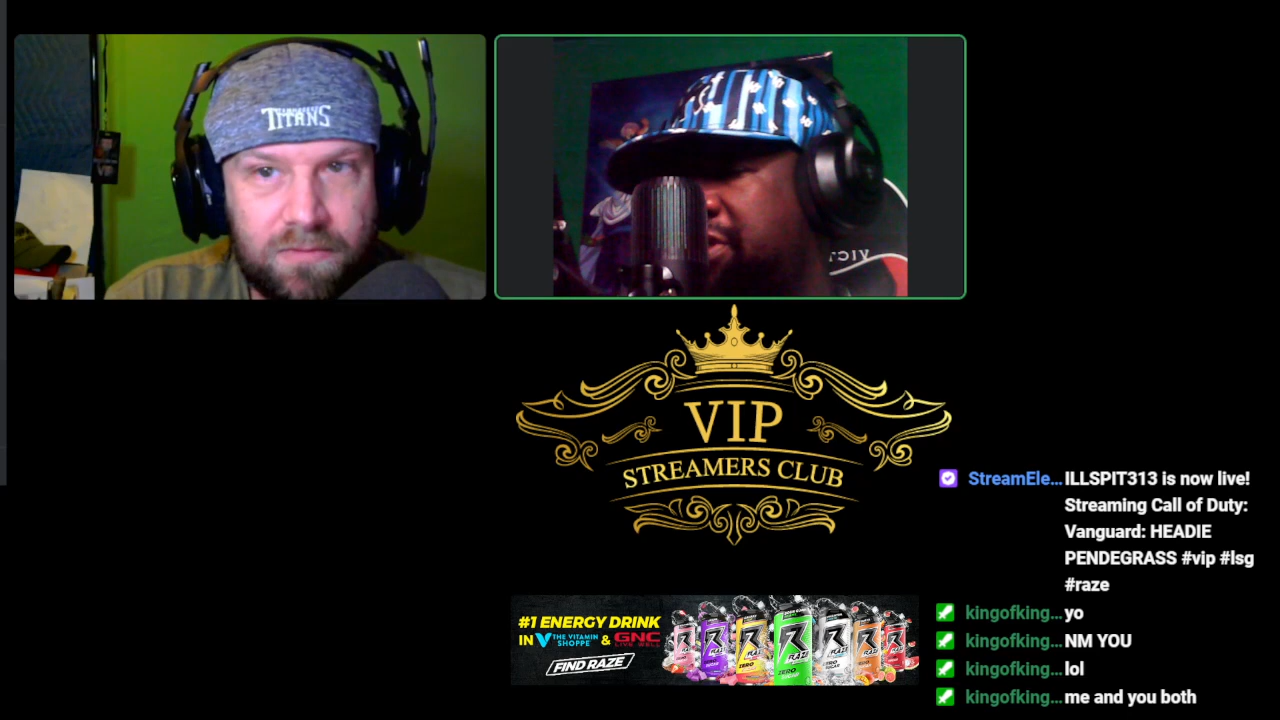 TITANS
VIP
STREAMERS CLUB
StreamEle... ILLSPIT313 is now live!
Streaming Call of Duty:
Vanguard: HEADIE
PENDEGRASS #vip #lsg
#raze
#1 ENERGY DRINK
IN THE VITAMIN SHOPPE & GNC LIVE WELL
FIND RAZE
kingofking... yo
kingofking... NM YOU
kingofking... lol
kingofking... me and you both